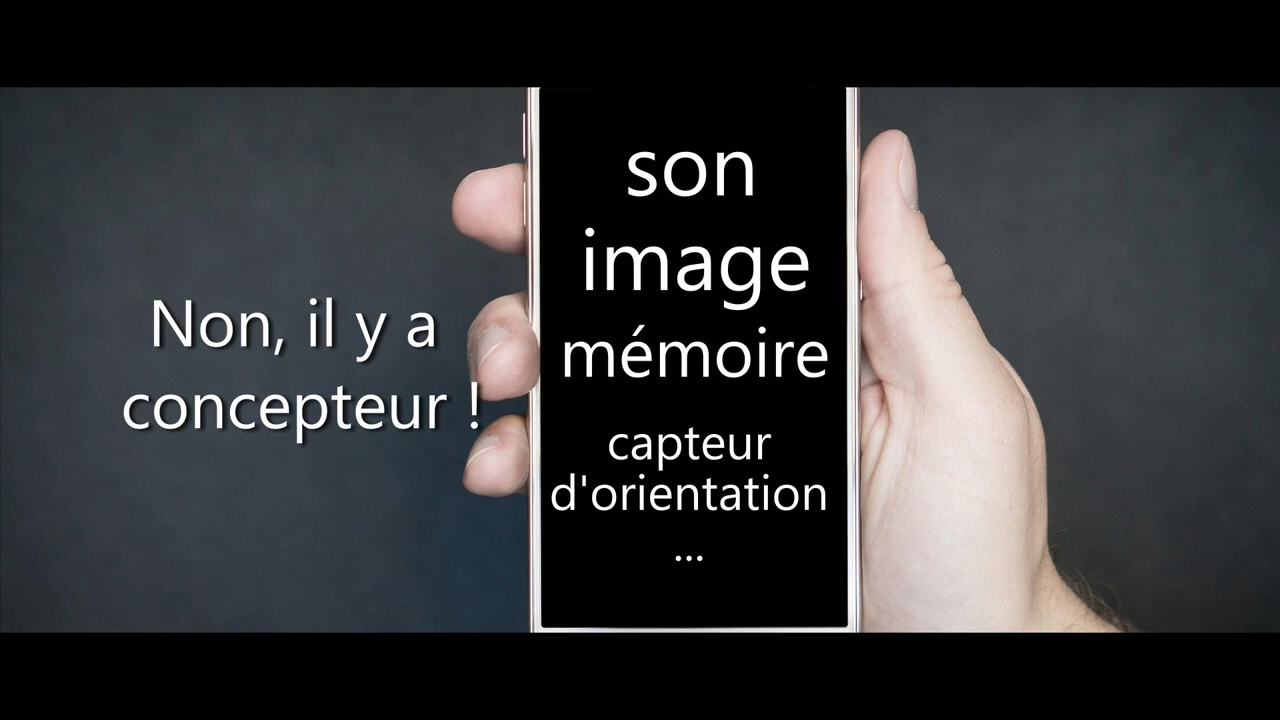 Non, il y a
concepteur !
son
image
mémoire
capteur
d'orientation
...